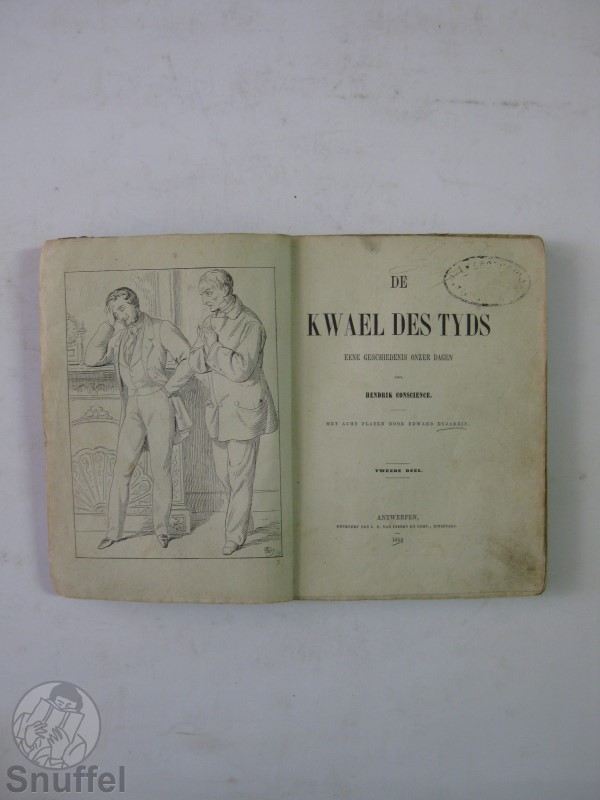 DE
KWAEL DES TYDS
EENE GESCHIEDENIS ONZER DAGEN
DOOR
HENDRIK CONSCIENCE.
MET ACHT PLATEN DOOR EDWARD DUJARDIN.
TWEEDE DEEL.
ANTWERPEN,
Snuffel